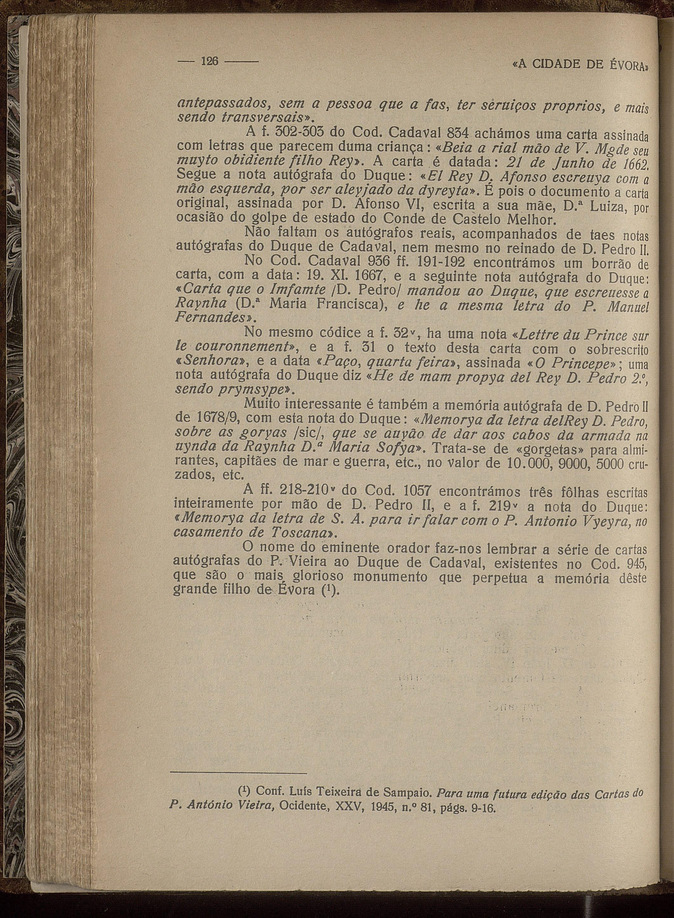 — 126 —— «A CIDADE DE ÉVORA»
antepassados, sem a pessoa que a fas, ter seruiços proprios, e mais
sendo transversais».
A f. 302-303 do Cod. Cadaval 834 achámos uma carta assinada
com letras que parecem duma criança : «Beia a rial mão de V. Mgde seu
muyto obidiente filho Rey». A carta é datada : 21 de Junho de 1662.
Segue a nota autógrafa do Duque : «El Rey D. Afonso escreuya com a
mão esquerda, por ser aleyjado da dyreyta». É pois o documento a carta
original, assinada por D. Afonso VI, escrita a sua mãe, D.ª Luiza, por
ocasião do golpe de estado do Conde de Castelo Melhor.
Não faltam os autógrafos reais, acompanhados de taes notas
autógrafas do Duque de Cadaval, nem mesmo no reinado de D. Pedro II.
No Cod. Cadaval 936 ff. 191-192 encontrámos um borrão de
carta, com a data : 19. XI. 1667, e a seguinte nota autógrafa do Duque:
«Carta que o Imfamte /D. Pedro/ mandou ao Duque, que escreuesse a
Raynha (D.ª Maria Francisca), e he a mesma letra do P. Manuel
Fernandes».
No mesmo códice a f. 32v, ha uma nota «Lettre du Prince sur
le couronnement», e a f. 31 o texto desta carta com o sobrescrito
«Senhora», e a data «Paço, quarta feira», assinada «O Princepe» ; uma
nota autógrafa do Duque diz «He de mam propya del Rey D. Pedro 2.º,
sendo prymsype».
Muito interessante é também a memória autógrafa de D. Pedro II
de 1678/9, com esta nota do Duque : «Memorya da letra delRey D. Pedro,
sobre as goryas /sic/, que se auyão de dar aos cabos da armada na
uynda da Raynha D.ª Maria Sofya». Trata-se de «gorgetas» para almi-
rantes, capitães de mar e guerra, etc., no valor de 10.000, 9000, 5000 cru-
zados, etc.
A ff. 218-210v do Cod. 1057 encontrámos três fôlhas escritas
inteiramente por mão de D. Pedro II, e a f. 219v a nota do Duque:
«Memorya da letra de S. A. para ir falar com o P. Antonio Vyeyra, no
casamento de Toscana».
O nome do eminente orador faz-nos lembrar a série de cartas
autógrafas do P. Vieira ao Duque de Cadaval, existentes no Cod. 945,
que são o mais glorioso monumento que perpetua a memória dêste
grande filho de Évora (¹).
(¹) Conf. Luís Teixeira de Sampaio. Para uma futura edição das Cartas do
P. António Vieira, Ocidente, XXV, 1945, n.º 81, págs. 9-16.